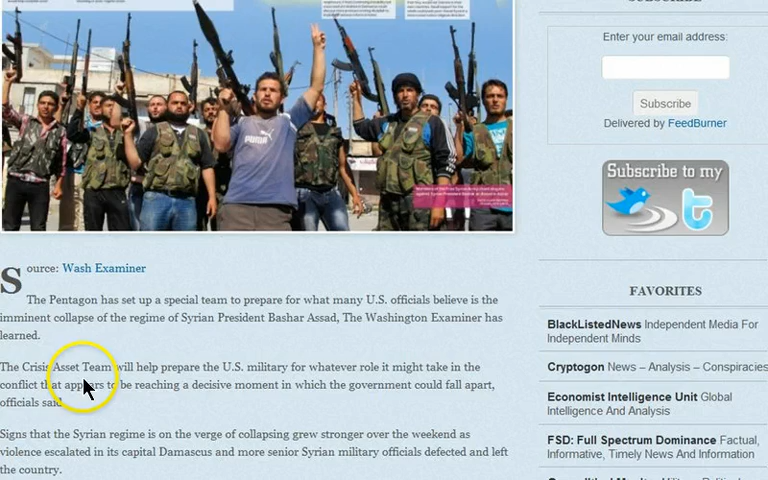 SUBSCRIBE
Enter your email address:
Subscribe
Delivered by FeedBurner
Subscribe to my
t
Source: Wash Examiner
The Pentagon has set up a special team to prepare for what many U.S. officials believe is the
imminent collapse of the regime of Syrian President Bashar Assad, The Washington Examiner has
learned.
The Crisis Asset Team will help prepare the U.S. military for whatever role it might take in the
conflict that appears to be reaching a decisive moment in which the government could fall apart,
officials said.
Signs that the Syrian regime is on the verge of collapsing grew stronger over the weekend as
violence escalated in its capital Damascus and more senior Syrian military officials defected and left
the country.
FAVORITES
BlackListedNews Independent Media For
Independent Minds
Cryptogon News – Analysis – Conspiracies
Economist Intelligence Unit Global
Intelligence And Analysis
FSD: Full Spectrum Dominance Factual,
Informative, Timely News And Information
PUMA